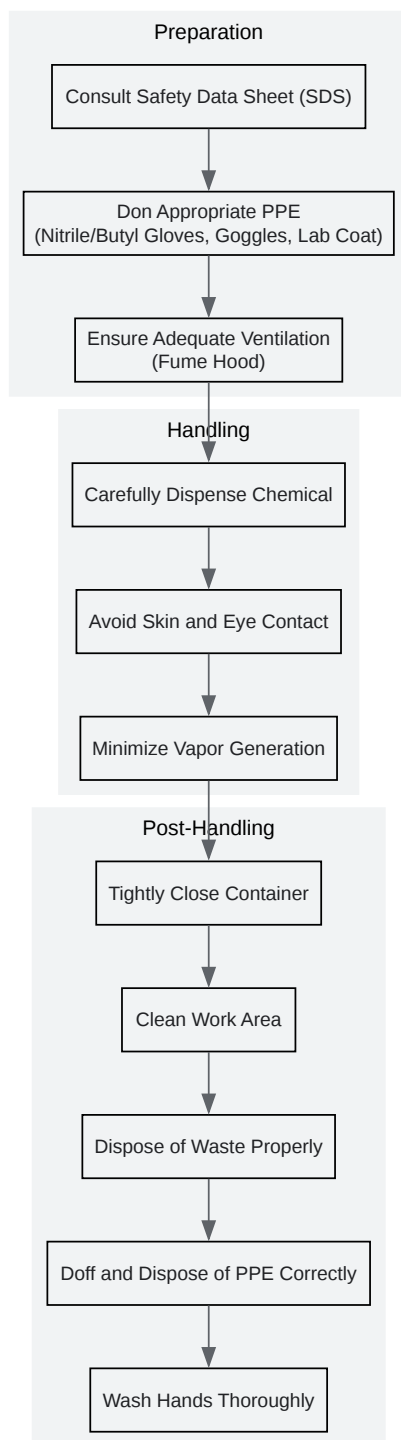 Preparation
Consult Safety Data Sheet (SDS)
Don Appropriate PPE
(Nitrile/Butyl Gloves, Goggles, Lab Coat)
Ensure Adequate Ventilation
(Fume Hood)
Handling
Carefully Dispense Chemical
Avoid Skin and Eye Contact
Minimize Vapor Generation
Post-Handling
Tightly Close Container
Clean Work Area
Dispose of Waste Properly
Doff and Dispose of PPE Correctly
Wash Hands Thoroughly